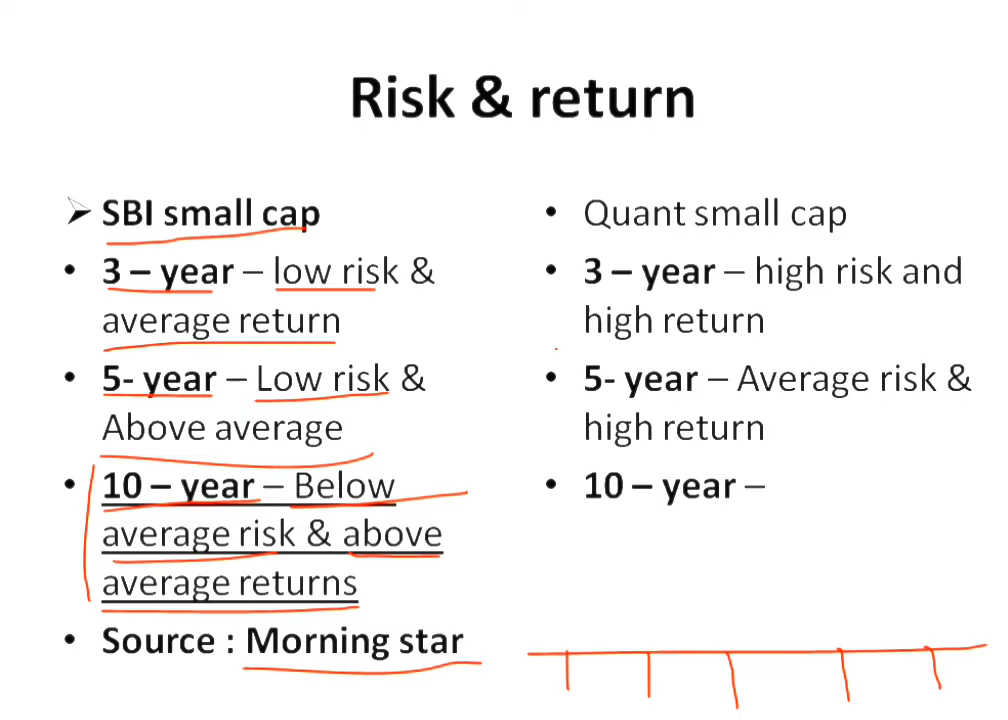 Risk & return
➢ SBI small cap
• 3 – year – low risk &
average return
• 5- year – Low risk &
Above average
• 10 – year – Below
average risk & above
average returns
• Source : Morning star
• Quant small cap
• 3 – year – high risk and
high return
• 5- year – Average risk &
high return
• 10 – year –